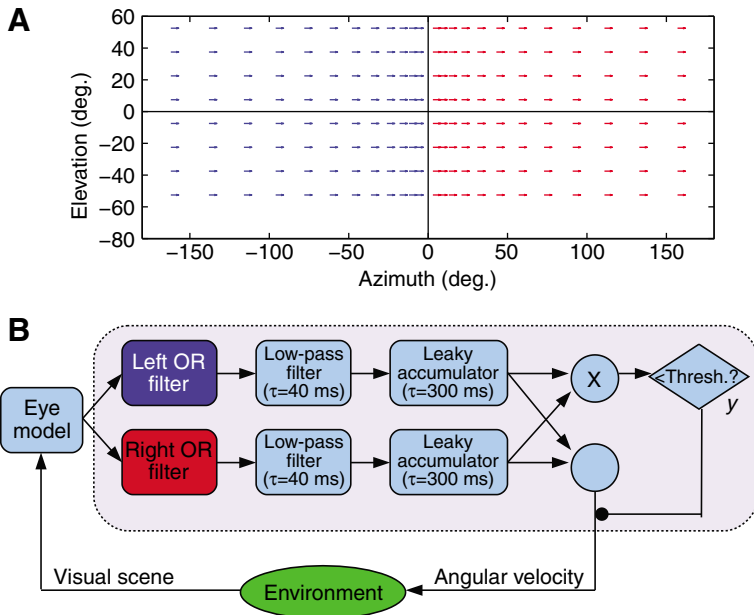 A
60
40
20
0
−20
−40
−60
−80
Elevation (deg.)
−150 −100 −50 0 50 100 150
Azimuth (deg.)
B
Eye
model
Left OR
filter
Low-pass
filter
(τ=40 ms)
Leaky
accumulator
(τ=300 ms)
X
<Thresh.?
y
Right OR
filter
Low-pass
filter
(τ=40 ms)
Leaky
accumulator
(τ=300 ms)
Visual scene
Environment
Angular velocity